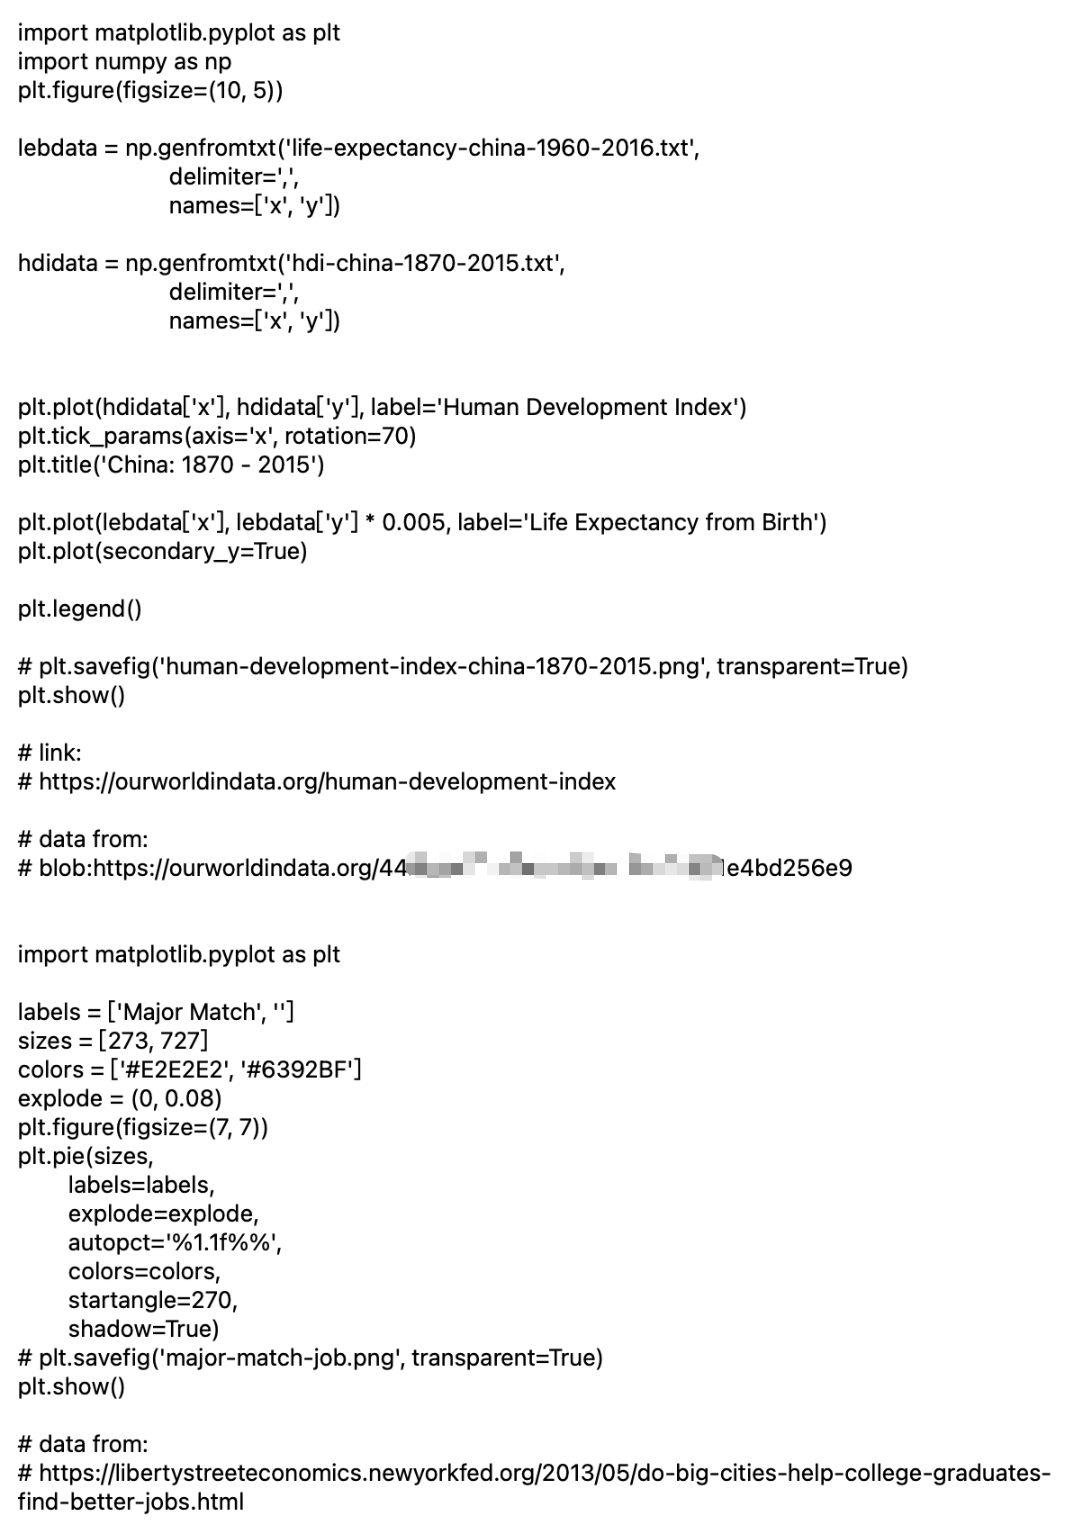 import matplotlib.pyplot as plt
import numpy as np
plt.figure(figsize=(10, 5))
lebdata = np.genfromtxt('life-expectancy-china-1960-2016.txt',
delimiter=',',
names=['x', 'y'])
hdidata = np.genfromtxt('hdi-china-1870-2015.txt',
delimiter=',',
names=['x', 'y'])
plt.plot(hdidata['x'], hdidata['y'], label='Human Development Index')
plt.tick_params(axis='x', rotation=70)
plt.title('China: 1870 - 2015')
plt.plot(lebdata['x'], lebdata['y'] * 0.005, label='Life Expectancy from Birth')
plt.plot(secondary_y=True)
plt.legend()
# plt.savefig('human-development-index-china-1870-2015.png', transparent=True)
plt.show()
# link:
# https://ourworldindata.org/human-development-index
# data from:
# blob:https://ourworldindata.org/44 e4bd256e9
import matplotlib.pyplot as plt
labels = ['Major Match', '']
sizes = [273, 727]
colors = ['#E2E2E2', '#6392BF']
explode = (0, 0.08)
plt.figure(figsize=(7, 7))
plt.pie(sizes,
labels=labels,
explode=explode,
autopct='%1.1f%%',
colors=colors,
startangle=270,
shadow=True)
# plt.savefig('major-match-job.png', transparent=True)
plt.show()
# data from:
# https://libertystreeteconomics.newyorkfed.org/2013/05/do-big-cities-help-college-graduates-
find-better-jobs.html